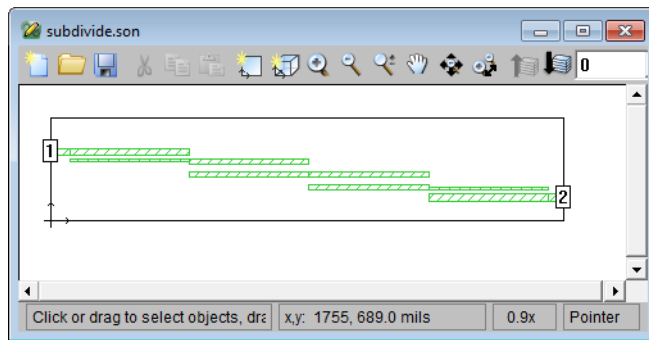 subdivide.son
0
1
2
Click or drag to select objects, dra
x,y: 1755, 689.0 mils
0.9x
Pointer